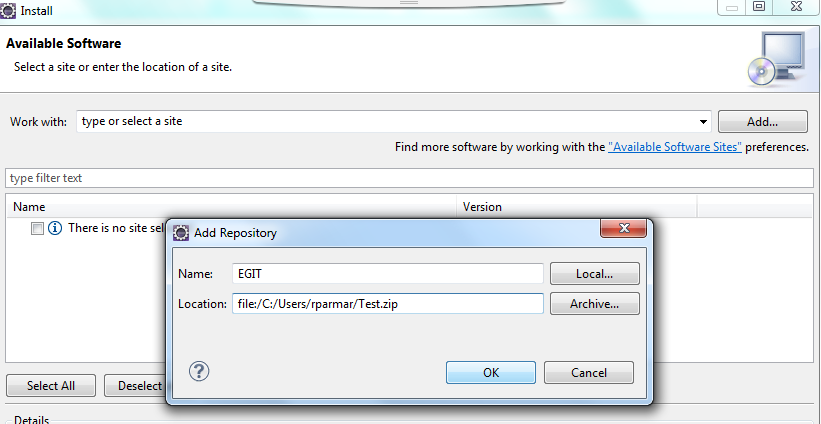 Install
Available Software
Select a site or enter the location of a site.
Work with: type or select a site Add...
Find more software by working with the "Available Software Sites" preferences.
type filter text
Name Version
There is no site sel
Add Repository
Name: EGIT Local...
Location: file:/C:/Users/rparmar/Test.zip Archive...
OK Cancel
Select All Deselect
Details